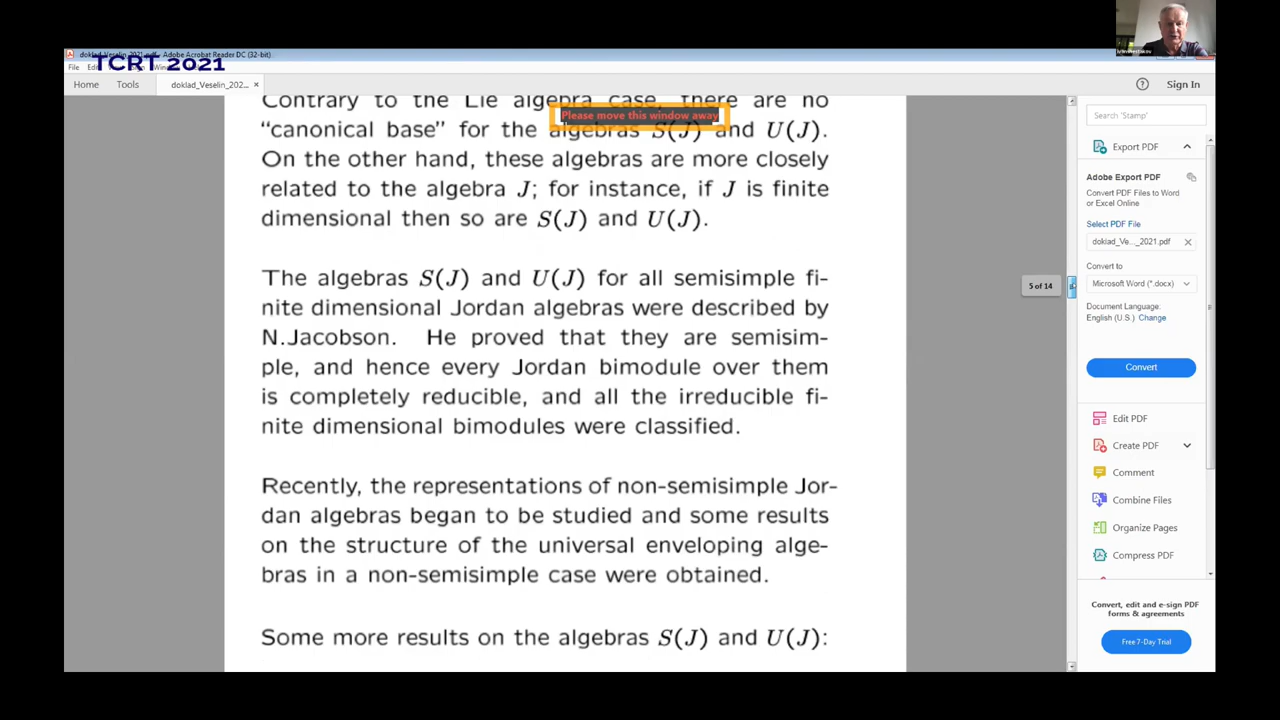 doklad_Veselin_2021.pdf - Adobe Acrobat Reader DC (32-bit)
TCRT 2021
File
Home
Tools
doklad_Veselin_202...
Sign In
Contrary to the Lie algebra case, there are no
Please move this window away
“canonical base” for the algebras S(J) and U(J).
On the other hand, these algebras are more closely
related to the algebra J; for instance, if J is finite
dimensional then so are S(J) and U(J).
The algebras S(J) and U(J) for all semisimple fi-
nite dimensional Jordan algebras were described by
N.Jacobson. He proved that they are semisim-
ple, and hence every Jordan bimodule over them
is completely reducible, and all the irreducible fi-
nite dimensional bimodules were classified.
Recently, the representations of non-semisimple Jor-
dan algebras began to be studied and some results
on the structure of the universal enveloping alge-
bras in a non-semisimple case were obtained.
Some more results on the algebras S(J) and U(J):
5 of 14
Search 'Stamp'
Export PDF
Adobe Export PDF
Convert PDF Files to Word
or Excel Online
Select PDF File
doklad_Ve..._2021.pdf
Convert to
Microsoft Word (*.docx)
Document Language:
English (U.S.) Change
Convert
Edit PDF
Create PDF
Comment
Combine Files
Organize Pages
Compress PDF
Convert, edit and e-sign PDF
forms & agreements
Free 7-Day Trial